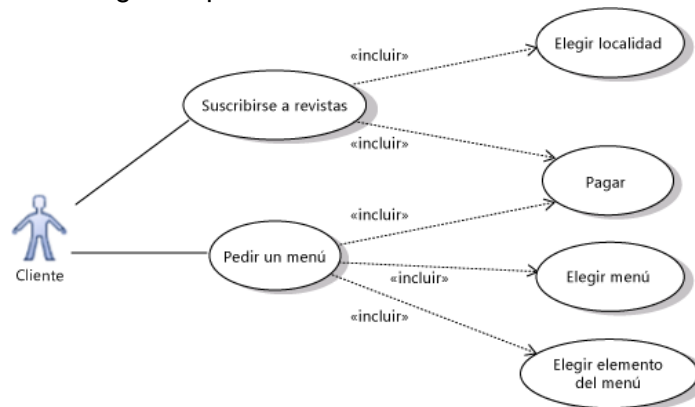 «incluir»
Elegir localidad
Suscribirse a revistas
«incluir»
Pagar
«incluir»
Cliente
Pedir un menú
«incluir»
Elegir menú
«incluir»
Elegir elemento
del menú